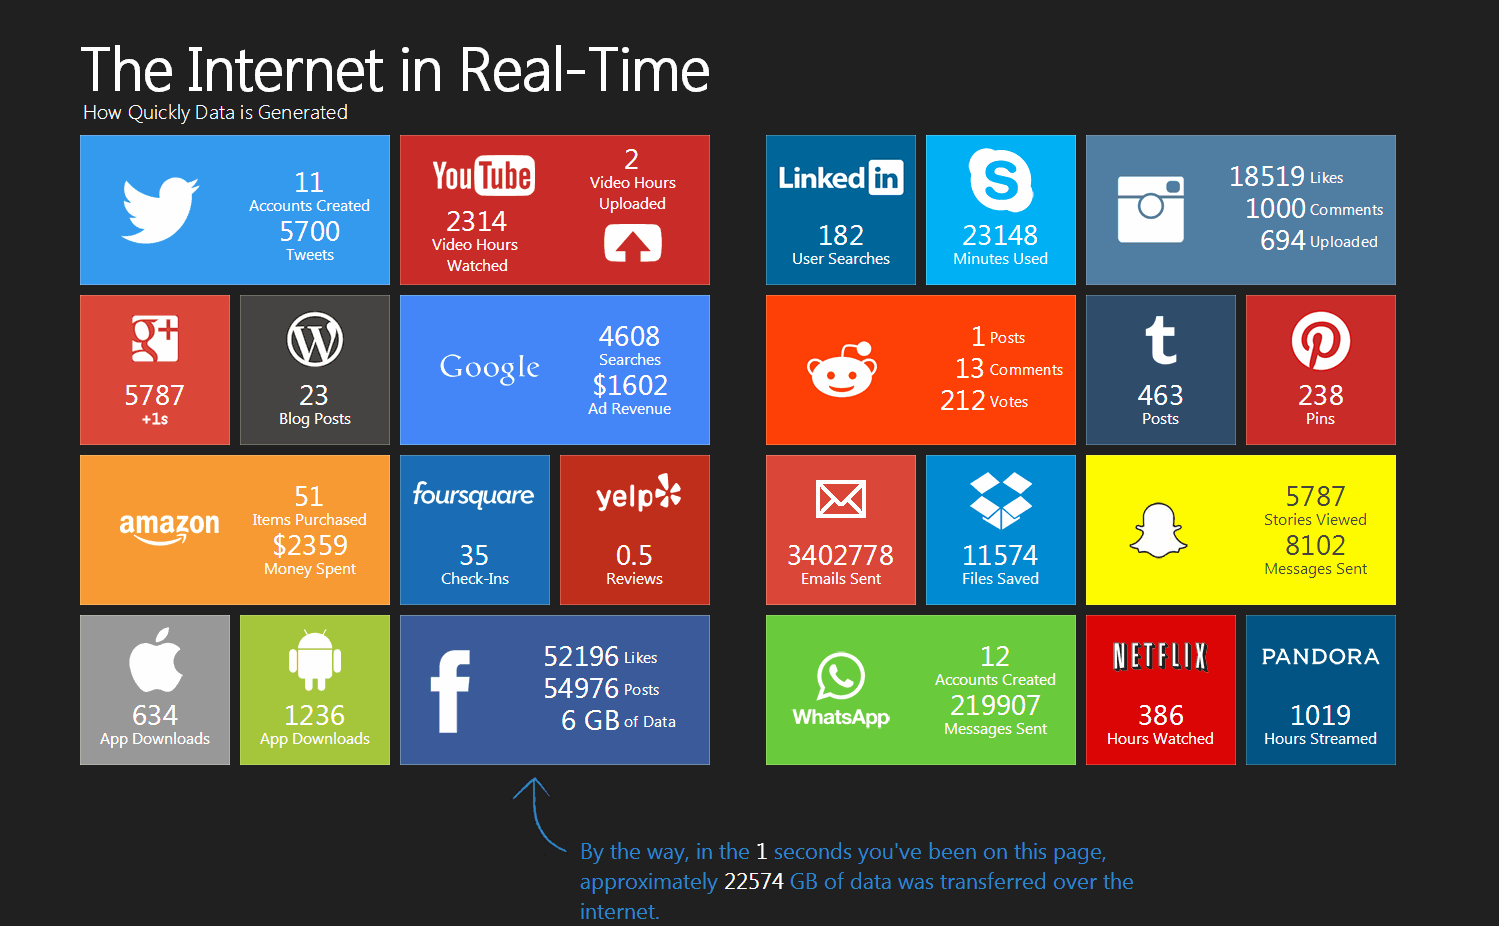 The Internet in Real-Time
How Quickly Data is Generated
11
Accounts Created
5700
Tweets
YouTube
2314
Video Hours
Watched
2
Video Hours
Uploaded
Linked in
182
User Searches
S
23148
Minutes Used
18519 Likes
1000 Comments
694 Uploaded
g+
5787
+1s
W
23
Blog Posts
Google
4608
Searches
$1602
Ad Revenue
1 Posts
13 Comments
212 Votes
t
463
Posts
P
238
Pins
amazon
51
Items Purchased
$2359
Money Spent
foursquare
35
Check-Ins
yelp
0.5
Reviews
3402778
Emails Sent
11574
Files Saved
5787
Stories Viewed
8102
Messages Sent
634
App Downloads
1236
App Downloads
f
52196 Likes
54976 Posts
6 GB of Data
WhatsApp
12
Accounts Created
219907
Messages Sent
NETFLIX
386
Hours Watched
PANDORA
1019
Hours Streamed
By the way, in the 1 seconds you've been on this page,
approximately 22574 GB of data was transferred over the
internet.